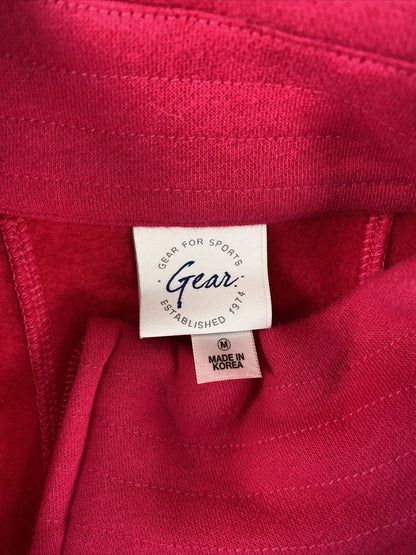 GEAR FOR SPORTS
Gear.
ESTABLISHED 1974
M
MADE IN
KOREA